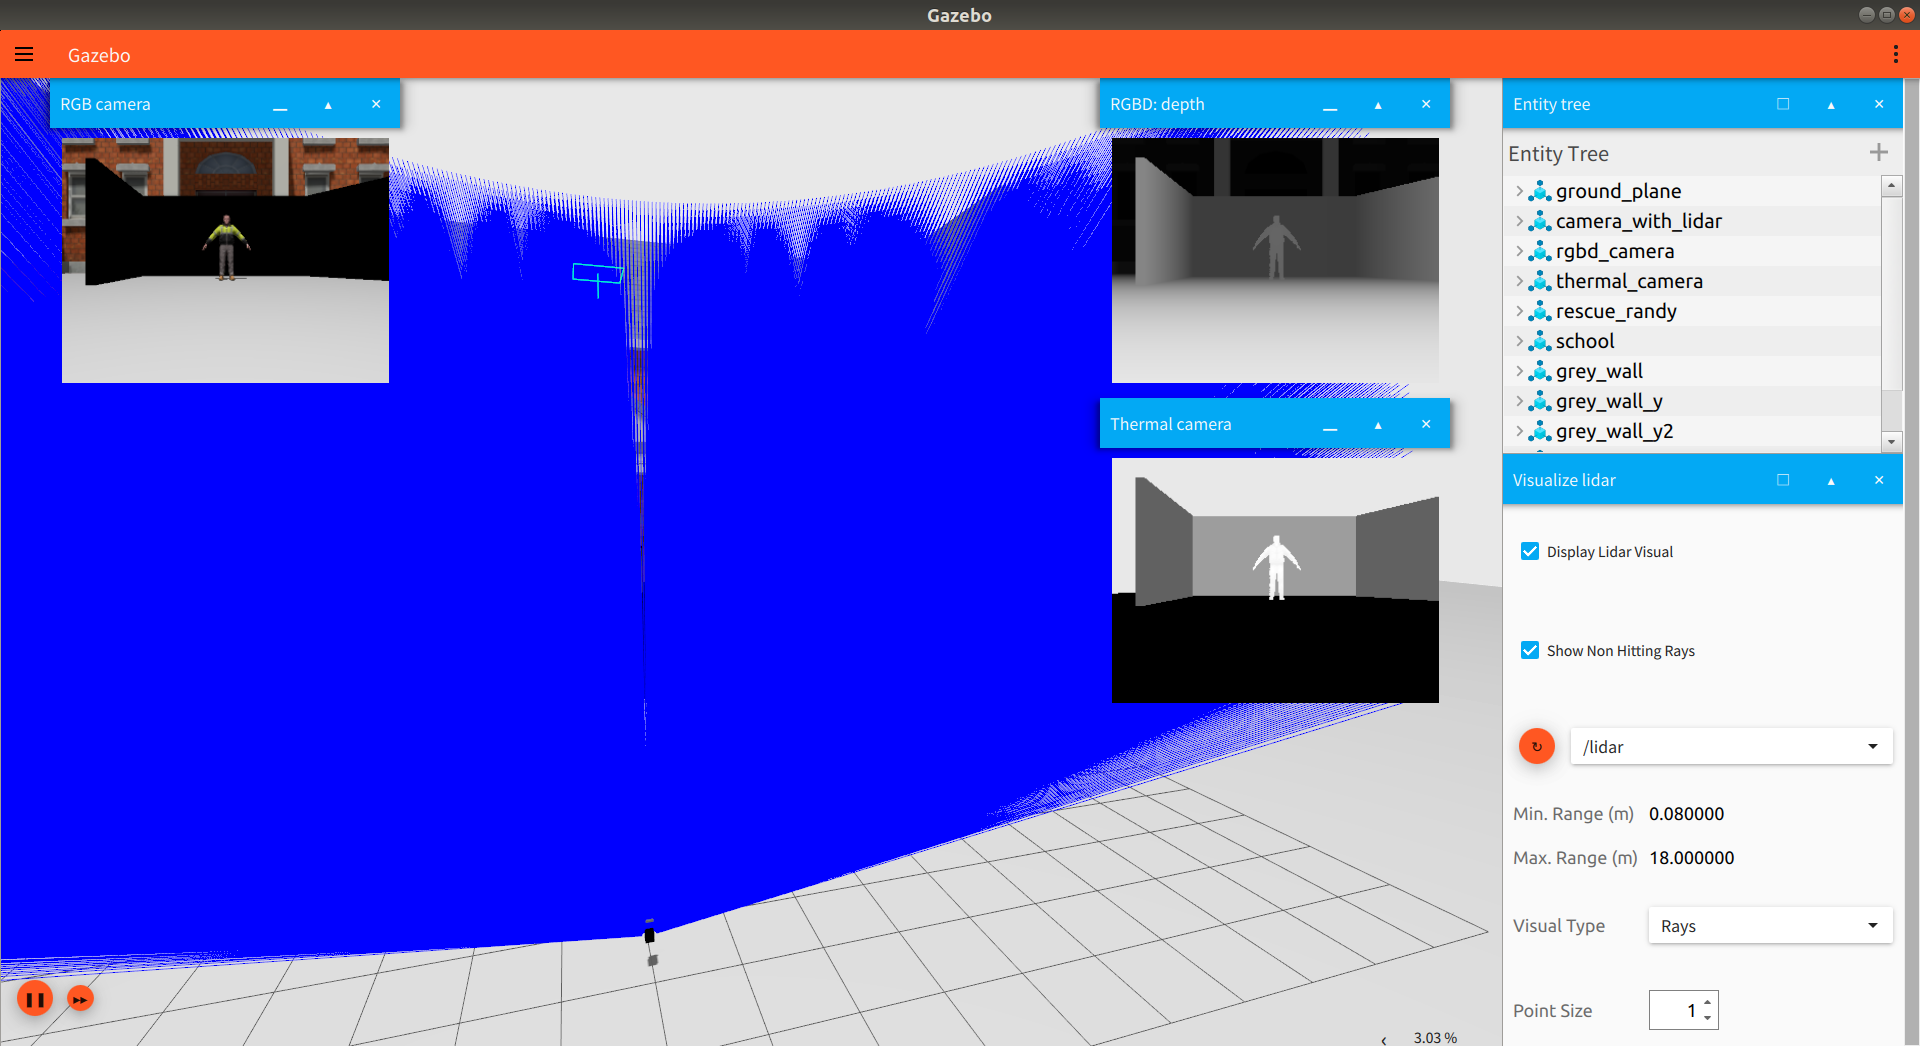 Gazebo
Gazebo
RGB camera
RGBD: depth
Thermal camera
Entity tree
Entity Tree
ground_plane
camera_with_lidar
rgbd_camera
thermal_camera
rescue_randy
school
grey_wall
grey_wall_y
grey_wall_y2
Visualize lidar
Display Lidar Visual
Show Non Hitting Rays
/lidar
Min. Range (m) 0.080000
Max. Range (m) 18.000000
Visual Type Rays
Point Size 1
3.03 %